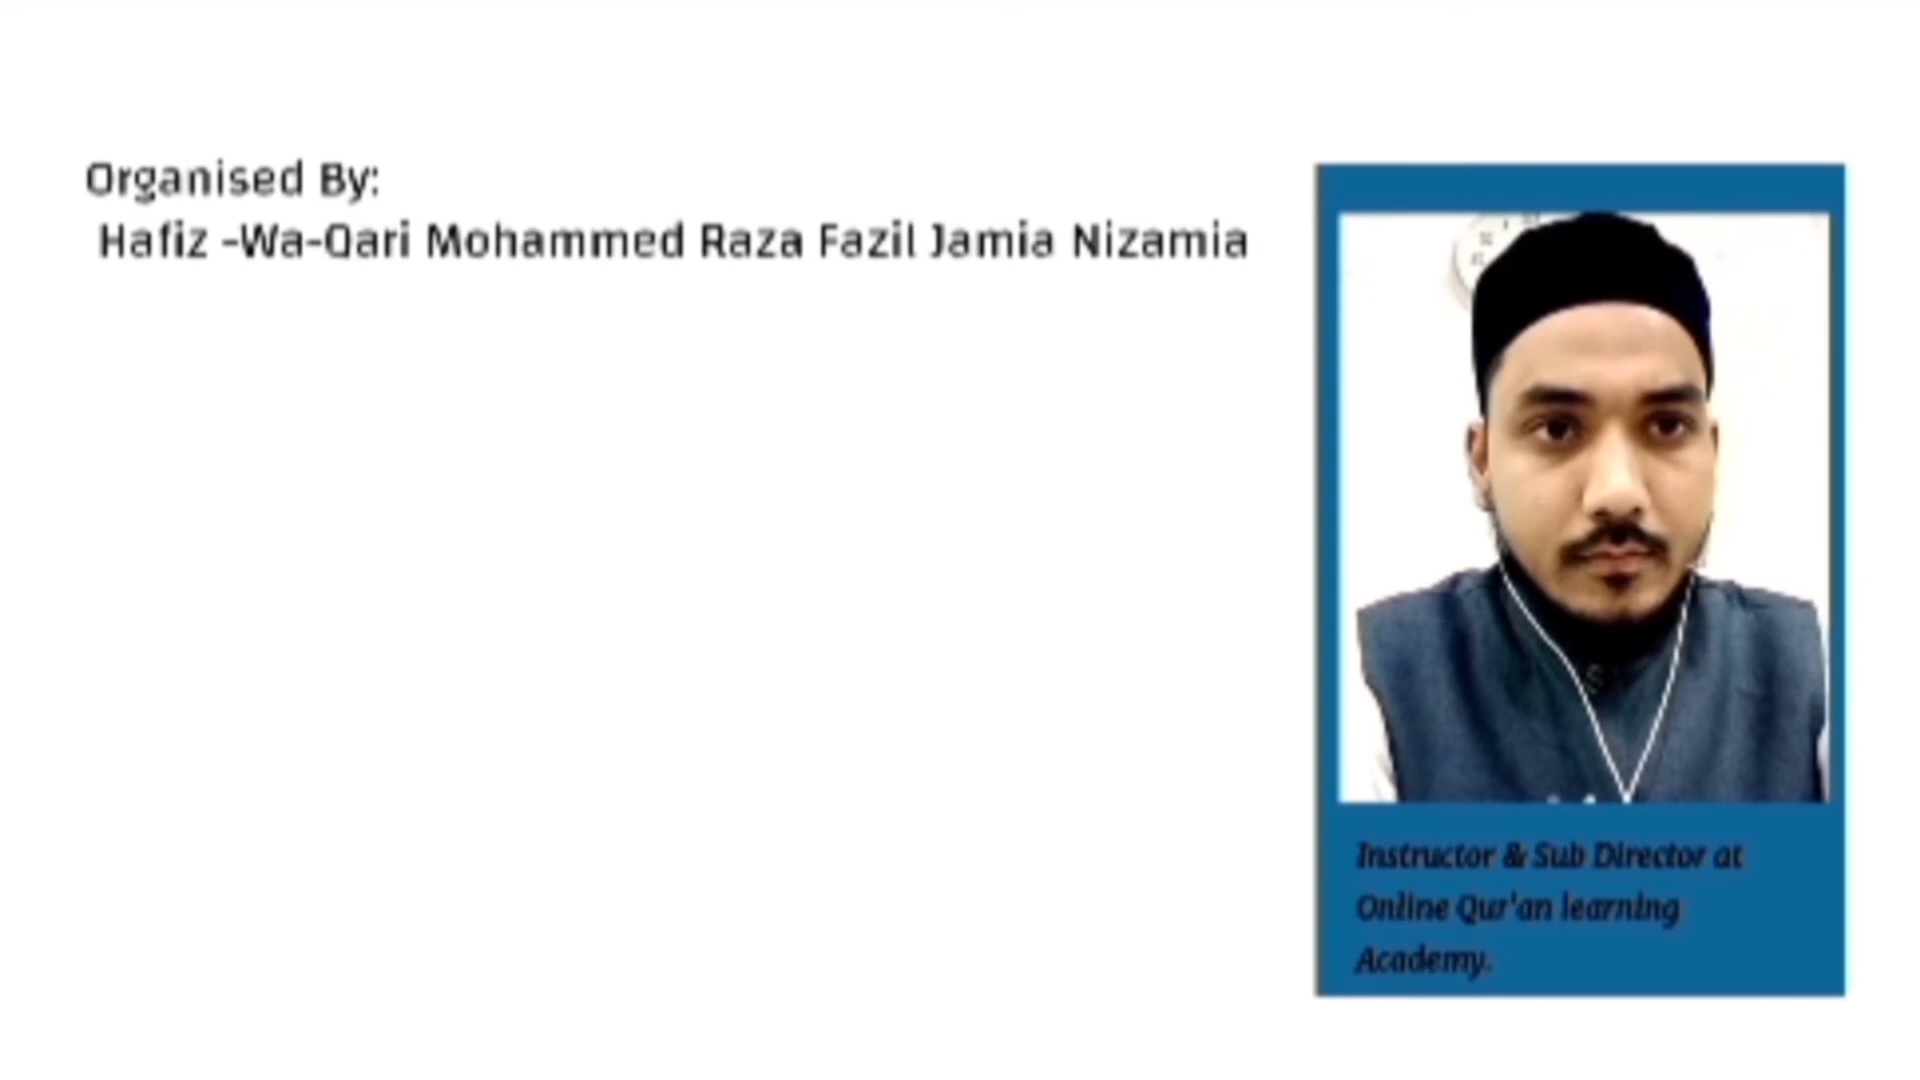 Organised By:
Hafiz -Wa-Qari Mohammed Raza Fazil Jamia Nizamia
Instructor & Sub Director at
Online Qur'an learning
Academy.